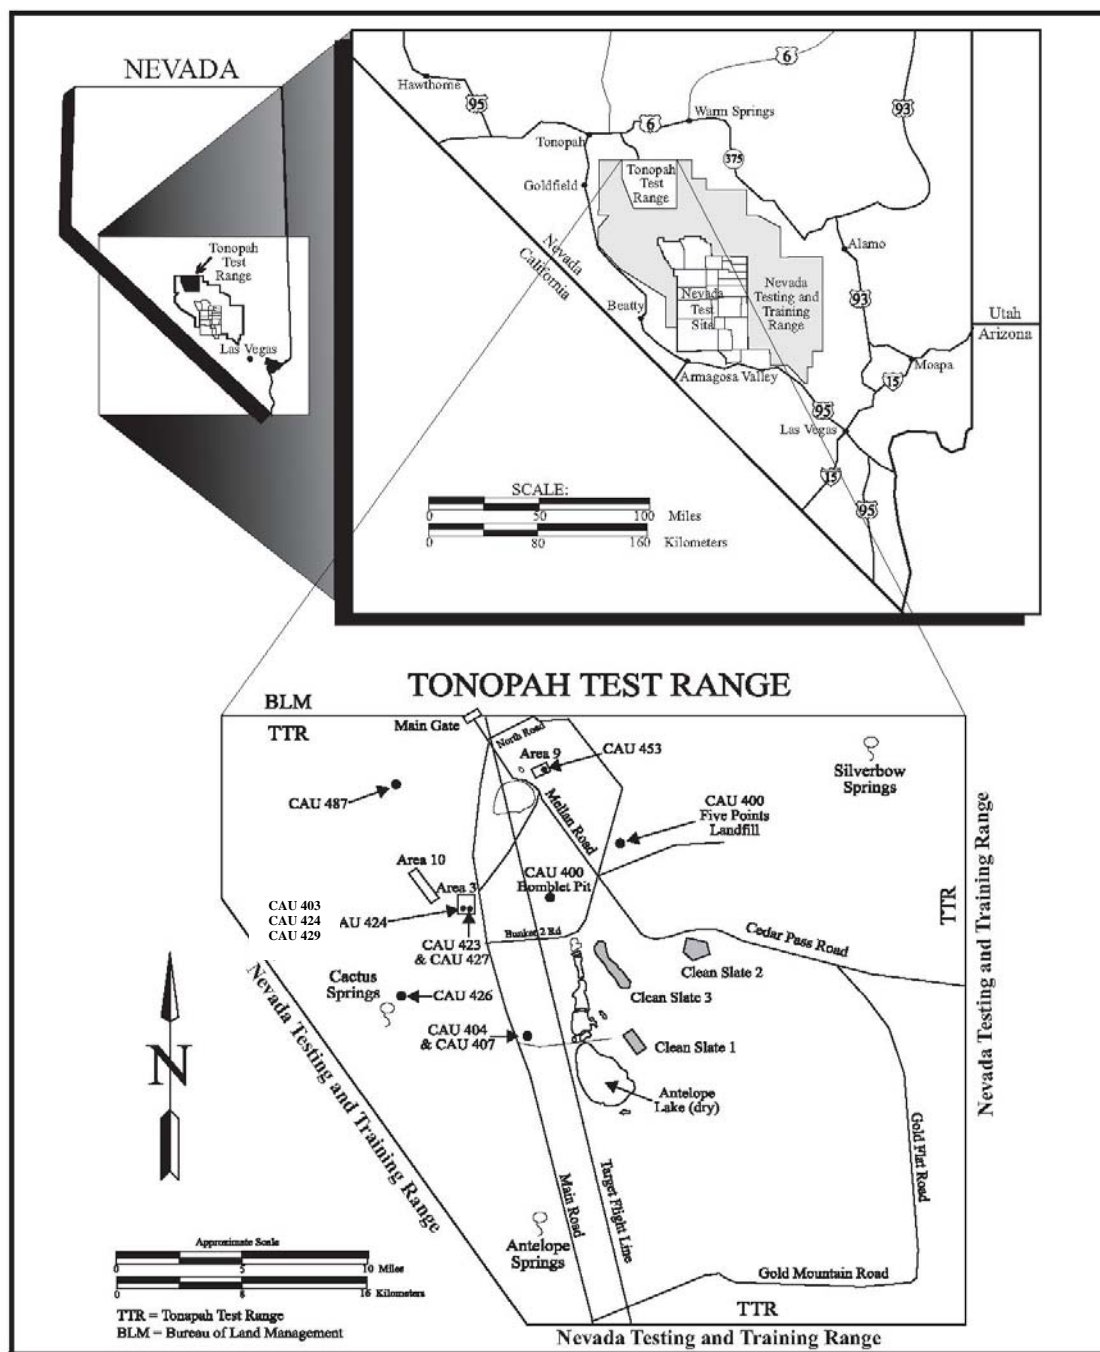 NEVADA
Tonopah
Test
Range
Las Vegas
6
Hawthorne
95
93
Warm Springs
6
Tonopah
375
Tonopah
Test
Range
Goldfield
Nevada
California
Alamo
Nevada
Test
Site
Nevada
Testing and
Training
Range
93
Beatty
Utah
Arizona
Moapa
15
Armagosa Valley
95
Las Vegas
15
95
SCALE:
0 50 100 Miles
0 80 160 Kilometers
TONOPAH TEST RANGE
BLM
TTR
Main Gate
North Road
Area 9
CAU 453
Silverbow
Springs
CAU 487
Mellan Road
CAU 400
Five Points
Landfill
Area 10
CAU 400
Bomblet Pit
Area 3
CAU 403
CAU 424
CAU 429
AU 424
TTR
Nevada Testing and Training Range
Bunker 2 Rd
Cedar Pass Road
CAU 423
& CAU 427
Clean Slate 2
Cactus
Springs
CAU 426
Clean Slate 3
CAU 404
& CAU 407
Clean Slate 1
N
Nevada Testing and Training Range
Antelope
Lake (dry)
Gold Flat Road
Main Road
Target Flight Line
Antelope
Springs
Approximate Scale
0 5 10 Miles
0 8 16 Kilometers
Gold Mountain Road
TTR
TTR = Tonapah Test Range
BLM = Bureau of Land Management
Nevada Testing and Training Range